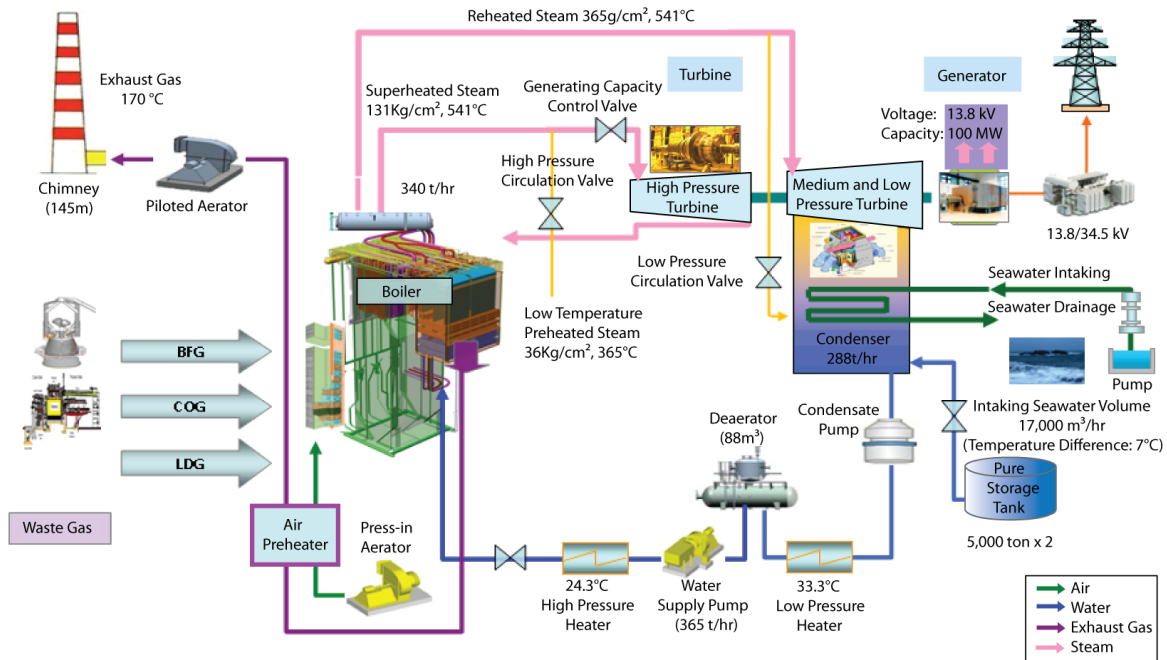 Reheated Steam 365g/cm², 541°C
Exhaust Gas
170 °C
Superheated Steam
131Kg/cm², 541°C
Generating Capacity
Control Valve
Turbine
Generator
Voltage: 13.8 kV
Capacity: 100 MW
Chimney
(145m)
Piloted Aerator
340 t/hr
High Pressure
Circulation Valve
High Pressure
Turbine
Medium and Low
Pressure Turbine
13.8/34.5 kV
Boiler
Low Pressure
Circulation Valve
Seawater Intaking
Seawater Drainage
Low Temperature
Preheated Steam
36Kg/cm², 365°C
Condenser
288t/hr
Pump
BFG
COG
LDG
Deaerator
(88m³)
Condensate
Pump
Intaking Seawater Volume
17,000 m³/hr
(Temperature Difference: 7°C)
Pure
Storage
Tank
5,000 ton x 2
Waste Gas
Air
Preheater
Press-in
Aerator
24.3°C
High Pressure
Heater
Water
Supply Pump
(365 t/hr)
33.3°C
Low Pressure
Heater
Air
Water
Exhaust Gas
Steam